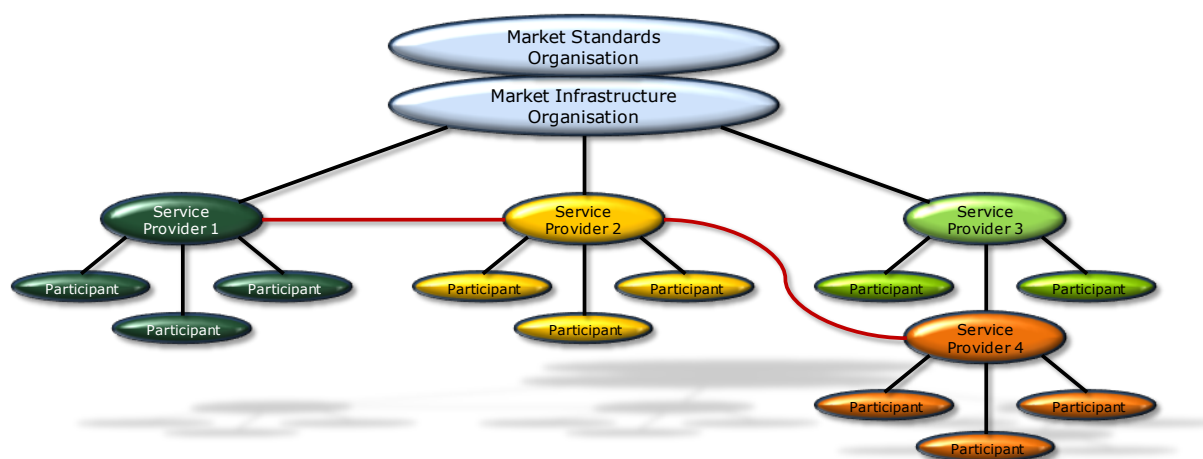 Market Standards
Organisation
Market Infrastructure
Organisation
Service
Provider 1
Service
Provider 2
Service
Provider 3
Participant
Participant
Participant
Participant
Participant
Participant
Participant
Participant
Participant
Participant
Service
Provider 4
Participant
Participant
Participant